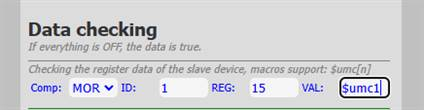 Data checking
If everything is OFF, the data is true.
Checking the register data of the slave device, macros support: $umc[n]
Comp: MOR ID: 1 REG: 15 VAL: $umc1